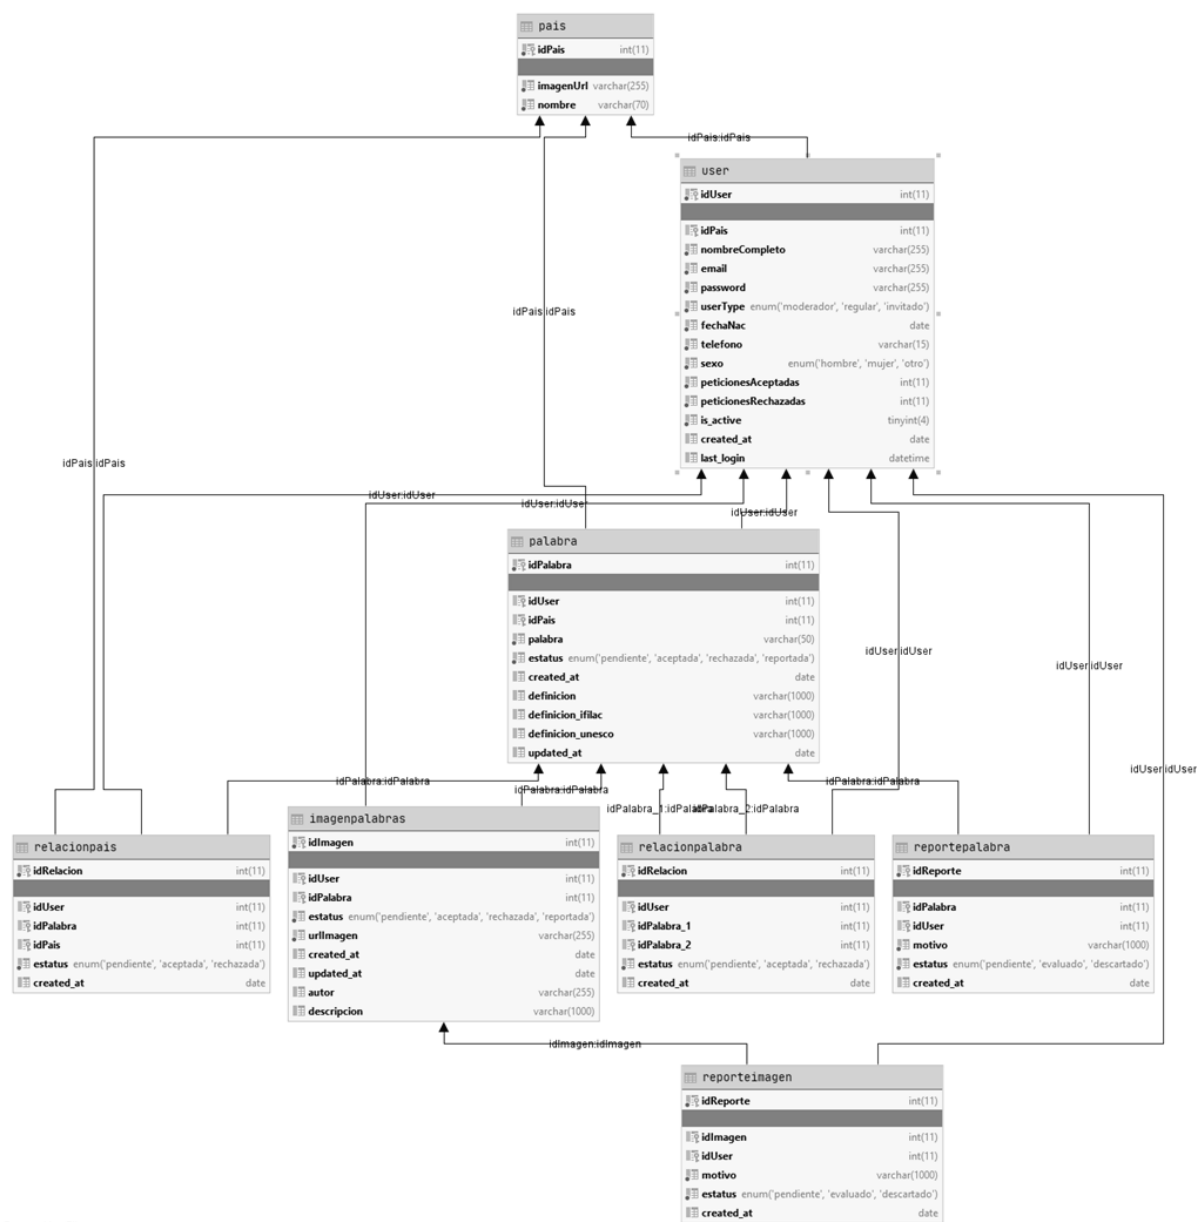 pais
idPais int(11)
imagenUrl varchar(255)
nombre varchar(70)
idPais:idPais
user
idUser int(11)
idPais int(11)
nombreCompleto varchar(255)
email varchar(255)
password varchar(255)
userType enum('moderador', 'regular', 'invitado')
fechaNac date
telefono varchar(15)
sexo enum('hombre', 'mujer', 'otro')
peticionesAceptadas int(11)
peticionesRechazadas int(11)
is_active tinyint(4)
created_at date
last_login datetime
idPais:idPais
idPais:idPais
idUser:idUser
idUser:idUser
idUser:idUser
palabra
idPalabra int(11)
idUser int(11)
idPais int(11)
palabra varchar(50)
estatus enum('pendiente', 'aceptada', 'rechazada', 'reportada')
created_at date
definicion varchar(1000)
definicion_ifilac varchar(1000)
definicion_unesco varchar(1000)
updated_at date
idUser:idUser
idUser:idUser
idUser:idUser
idPalabra:idPalabra
idPalabra:idPalabra
idPalabra_1:idPalabra
idPalabra_2:idPalabra
idPalabra:idPalabra
relacionpais
idRelacion int(11)
idUser int(11)
idPalabra int(11)
idPais int(11)
estatus enum('pendiente', 'aceptada', 'rechazada')
created_at date
imagenpalabras
idImagen int(11)
idUser int(11)
idPalabra int(11)
estatus enum('pendiente', 'aceptada', 'rechazada', 'reportada')
urlImagen varchar(255)
created_at date
updated_at date
autor varchar(255)
descripcion varchar(1000)
relacionpalabra
idRelacion int(11)
idUser int(11)
idPalabra_1 int(11)
idPalabra_2 int(11)
estatus enum('pendiente', 'aceptada', 'rechazada')
created_at date
reportepalabra
idReporte int(11)
idPalabra int(11)
idUser int(11)
motivo varchar(1000)
estatus enum('pendiente', 'evaluado', 'descartado')
created_at date
idImagen:idImagen
reporteimagen
idReporte int(11)
idImagen int(11)
idUser int(11)
motivo varchar(1000)
estatus enum('pendiente', 'evaluado', 'descartado')
created_at date